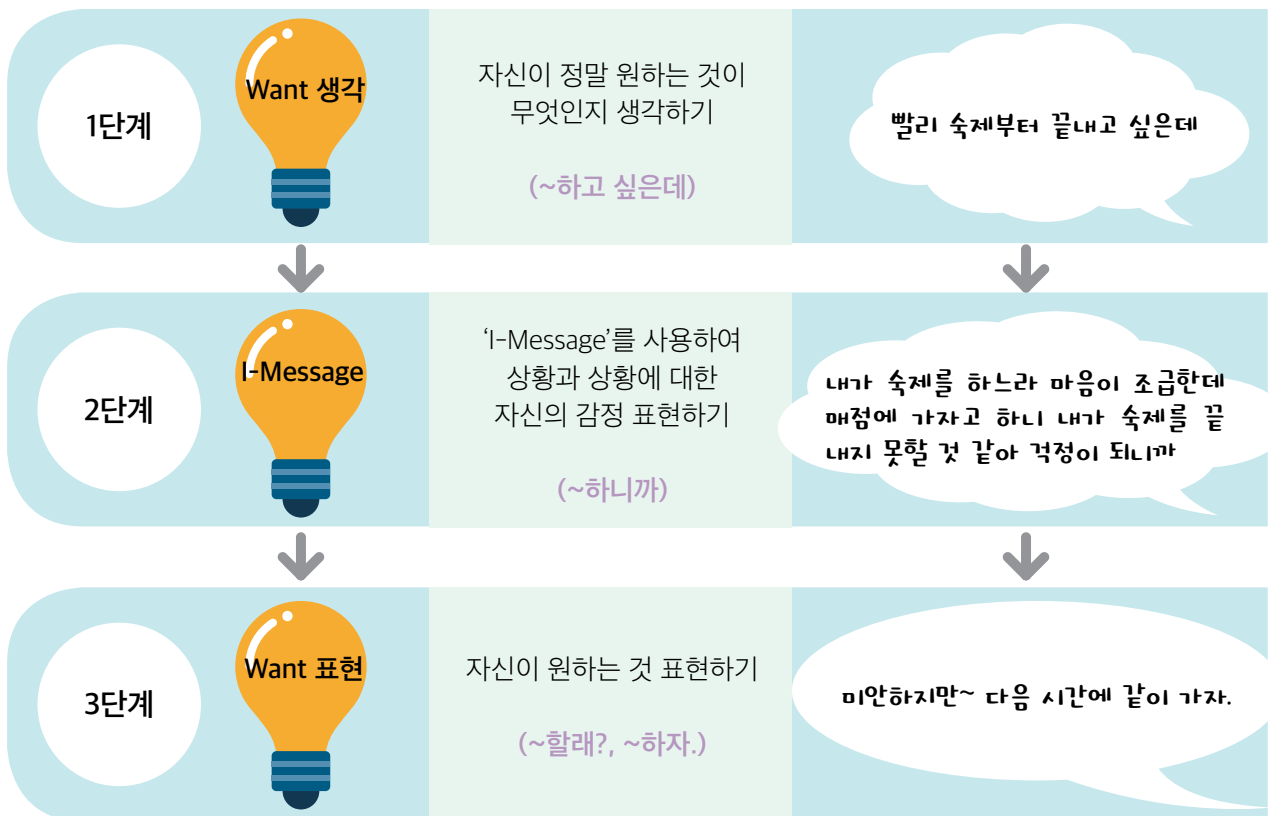 1단계
Want 생각
자신이 정말 원하는 것이
무엇인지 생각하기
(~하고 싶은데)
빨리 숙제부터 끝내고 싶은데
2단계
I-Message
‘I-Message’를 사용하여
상황과 상황에 대한
자신의 감정 표현하기
(~하니까)
내가 숙제를 하느라 마음이 조급한데
매점에 가자고 하니 내가 숙제를 끝
내지 못할 것 같아 걱정이 되니까
3단계
Want 표현
자신이 원하는 것 표현하기
(~할래?, ~하자.)
미안하지만~ 다음 시간에 같이 가자.